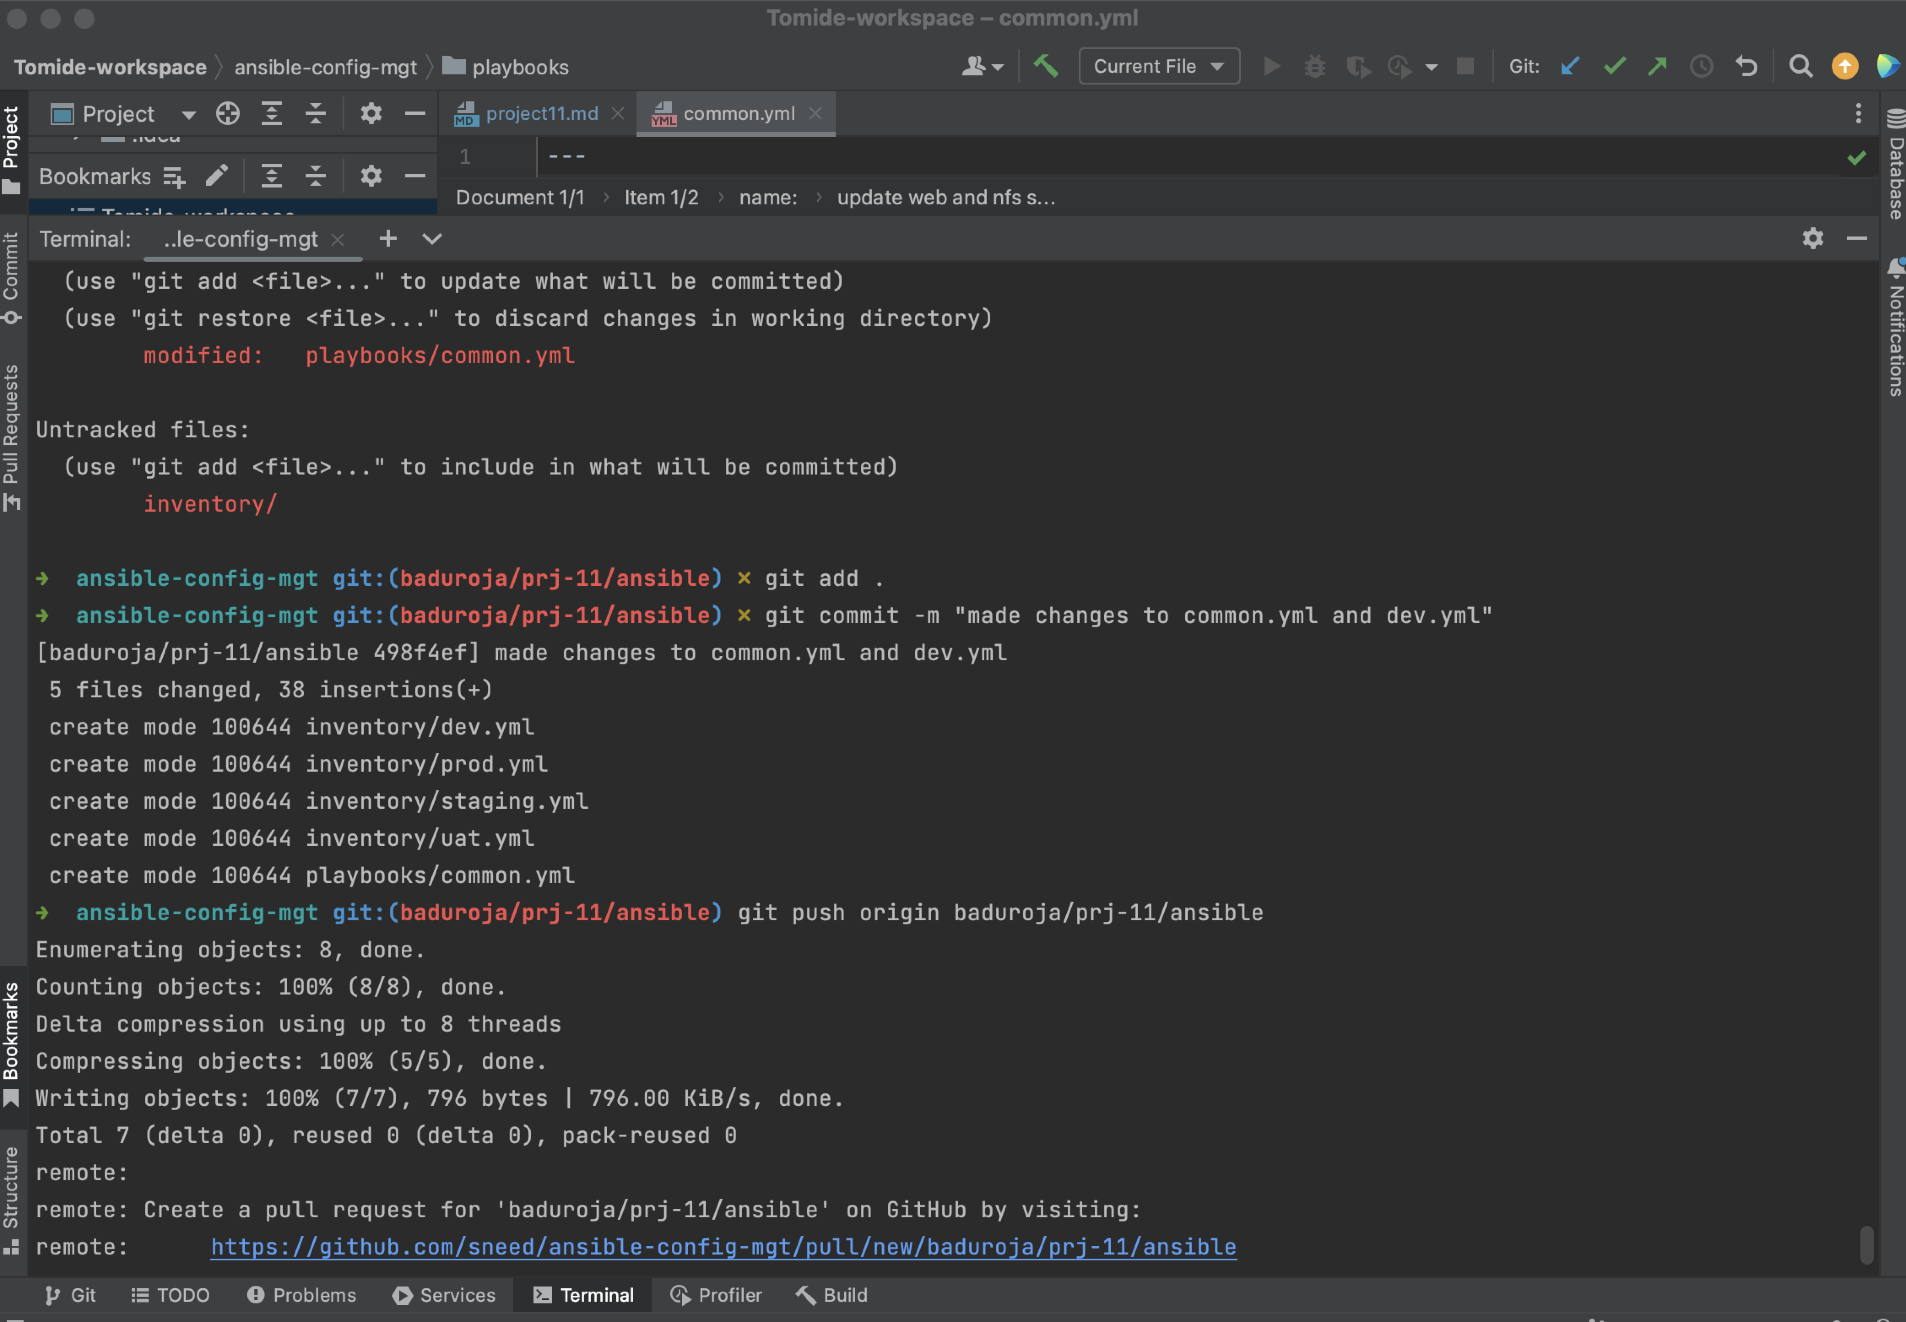 Tomide-workspace – common.yml
Tomide-workspace ansible-config-mgt playbooks
Current File
Git:
Project
project11.md
common.yml
.idea
1 ---
Bookmarks
Document 1/1 › Item 1/2 › name: › update web and nfs s...
Tomide-workspace
Terminal: ..le-config-mgt
(use "git add <file>..." to update what will be committed)
(use "git restore <file>..." to discard changes in working directory)
modified:   playbooks/common.yml
Untracked files:
(use "git add <file>..." to include in what will be committed)
inventory/
➜ ansible-config-mgt git:(baduroja/prj-11/ansible) ✗ git add .
➜ ansible-config-mgt git:(baduroja/prj-11/ansible) ✗ git commit -m "made changes to common.yml and dev.yml"
[baduroja/prj-11/ansible 498f4ef] made changes to common.yml and dev.yml
5 files changed, 38 insertions(+)
create mode 100644 inventory/dev.yml
create mode 100644 inventory/prod.yml
create mode 100644 inventory/staging.yml
create mode 100644 inventory/uat.yml
create mode 100644 playbooks/common.yml
➜ ansible-config-mgt git:(baduroja/prj-11/ansible) git push origin baduroja/prj-11/ansible
Enumerating objects: 8, done.
Counting objects: 100% (8/8), done.
Delta compression using up to 8 threads
Compressing objects: 100% (5/5), done.
Writing objects: 100% (7/7), 796 bytes | 796.00 KiB/s, done.
Total 7 (delta 0), reused 0 (delta 0), pack-reused 0
remote:
remote: Create a pull request for 'baduroja/prj-11/ansible' on GitHub by visiting:
remote:      https://github.com/sneed/ansible-config-mgt/pull/new/baduroja/prj-11/ansible
Git
TODO
Problems
Services
Terminal
Profiler
Build
Project
Commit
Pull Requests
Bookmarks
Structure
Database
Notifications